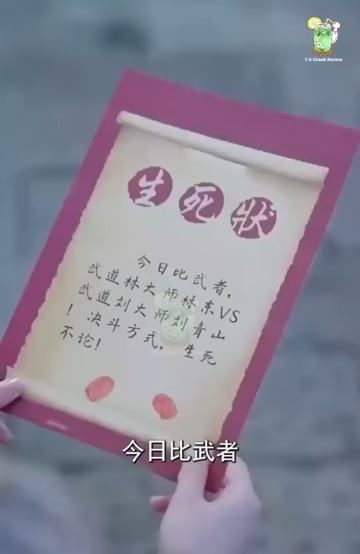 生死狀
今日比武者,
武道林大师林东VS
武道刘大师刘青山
！决斗方式，生死
不论！
今日比武者